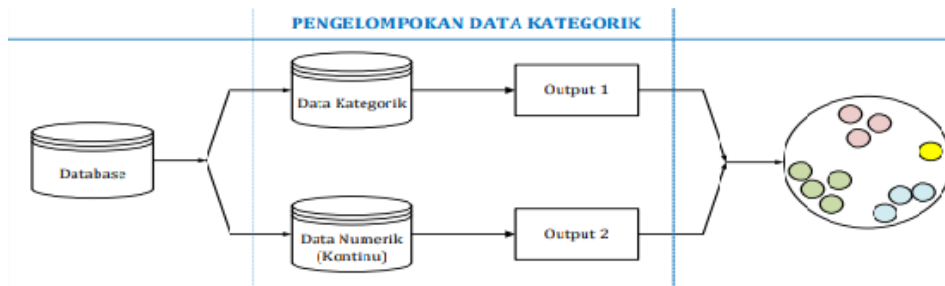 PENGELOMPOKAN DATA KATEGORIK
Database
Data Kategorik
Output 1
Data Numerik
(Kontinu)
Output 2